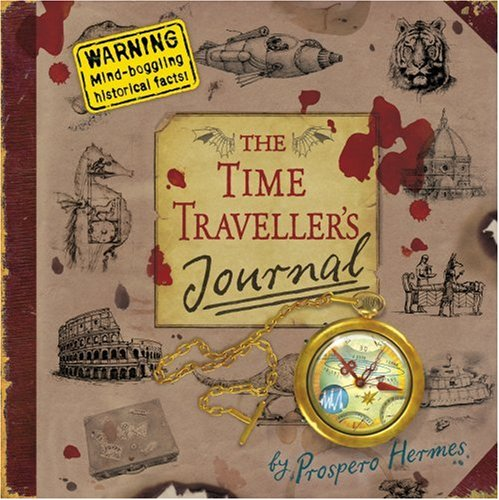 WARNING
Mind-boggling
historical facts!
THE
TIME
TRAVELLER'S
Journal
by Prospero Hermes